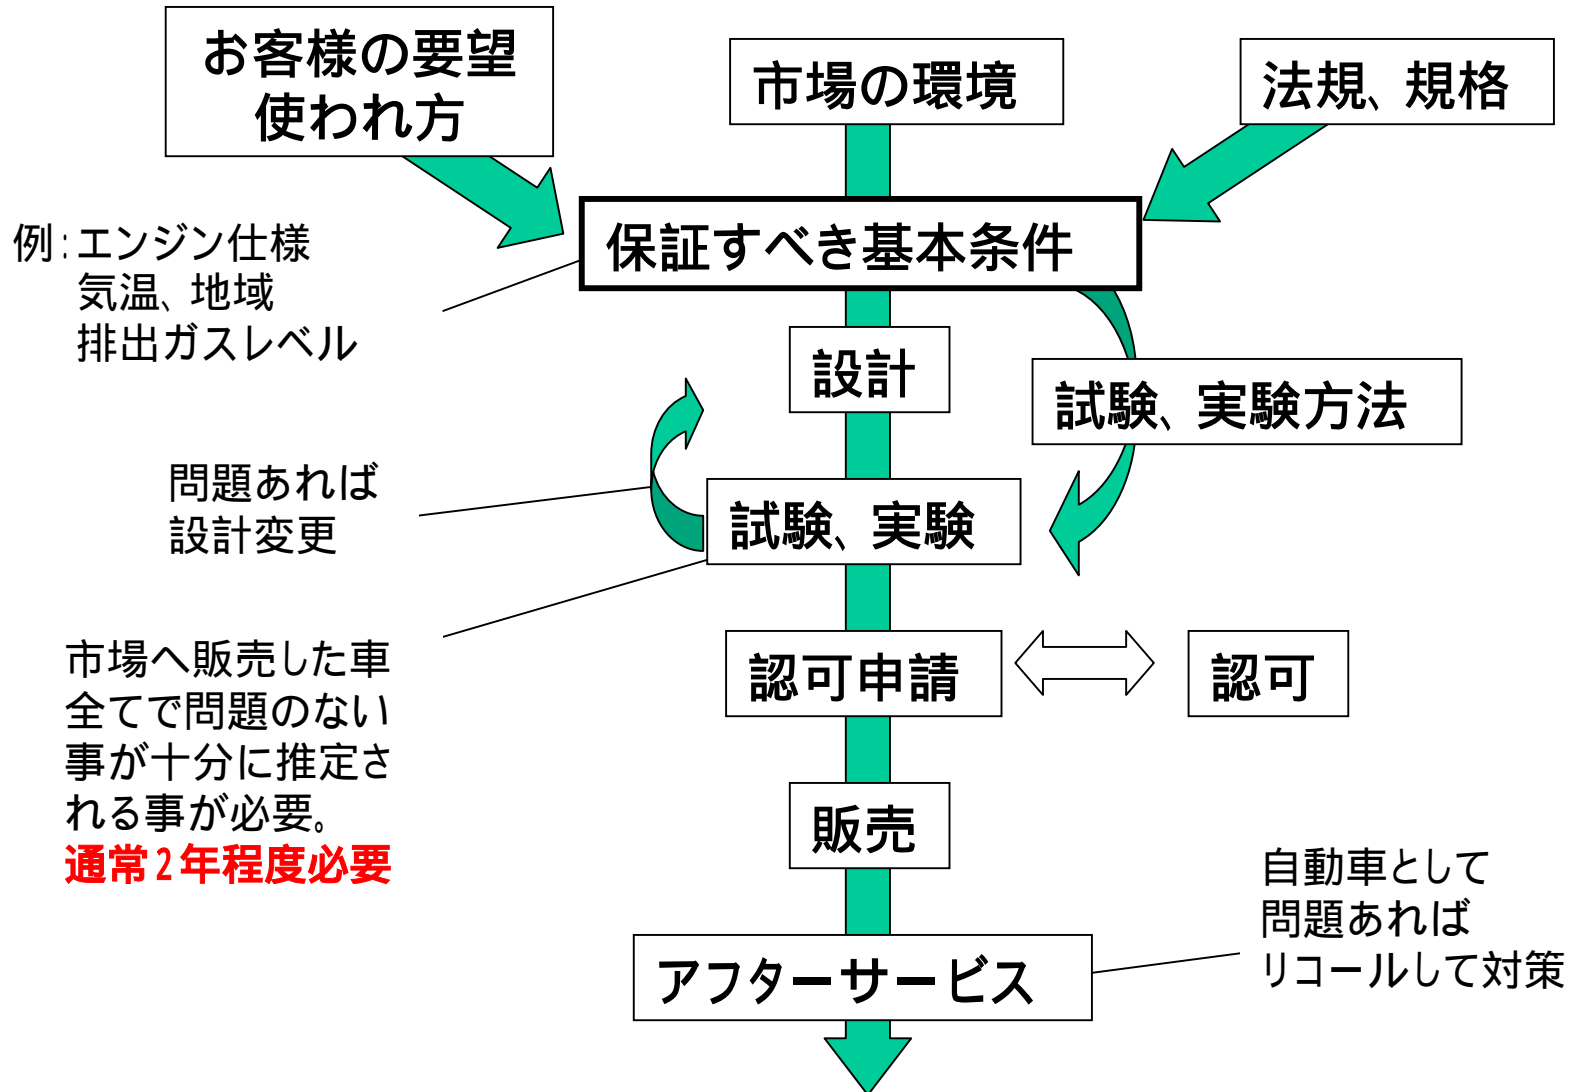 お客様の要望
使われ方
市場の環境
法規、規格
保証すべき基本条件
例:エンジン仕様
気温、地域
排出ガスレベル
設計
試験、実験方法
問題あれば
設計変更
試験、実験
市場へ販売した車
全てで問題のない
事が十分に推定さ
れる事が必要。
通常2年程度必要
認可申請
認可
販売
アフターサービス
自動車として
問題あれば
リコールして対策